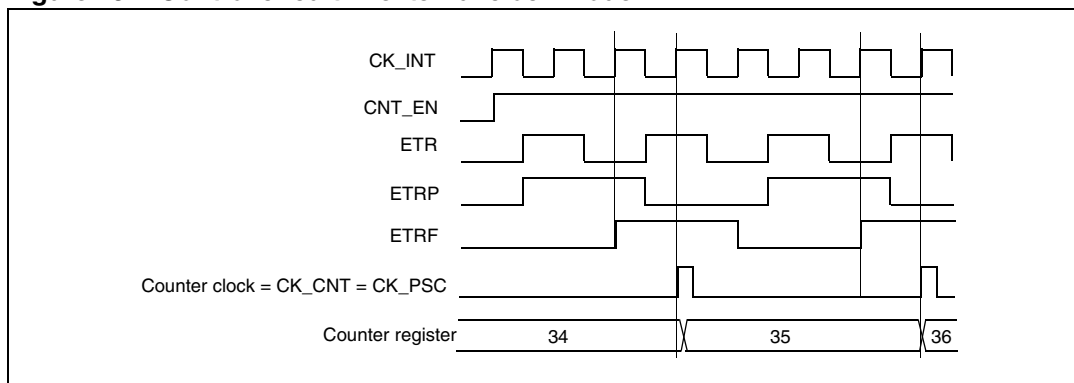 CK_INT
CNT_EN
ETR
ETRP
ETRF
Counter clock = CK_CNT = CK_PSC
Counter register 34 35 36